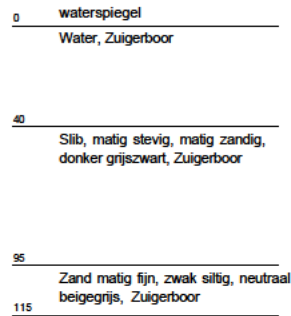 0 waterspiegel
Water, Zuigerboor
40
Slib, matig stevig, matig zandig,
donker grijszwart, Zuigerboor
95
Zand matig fijn, zwak siltig, neutraal
beigegrijs, Zuigerboor
115